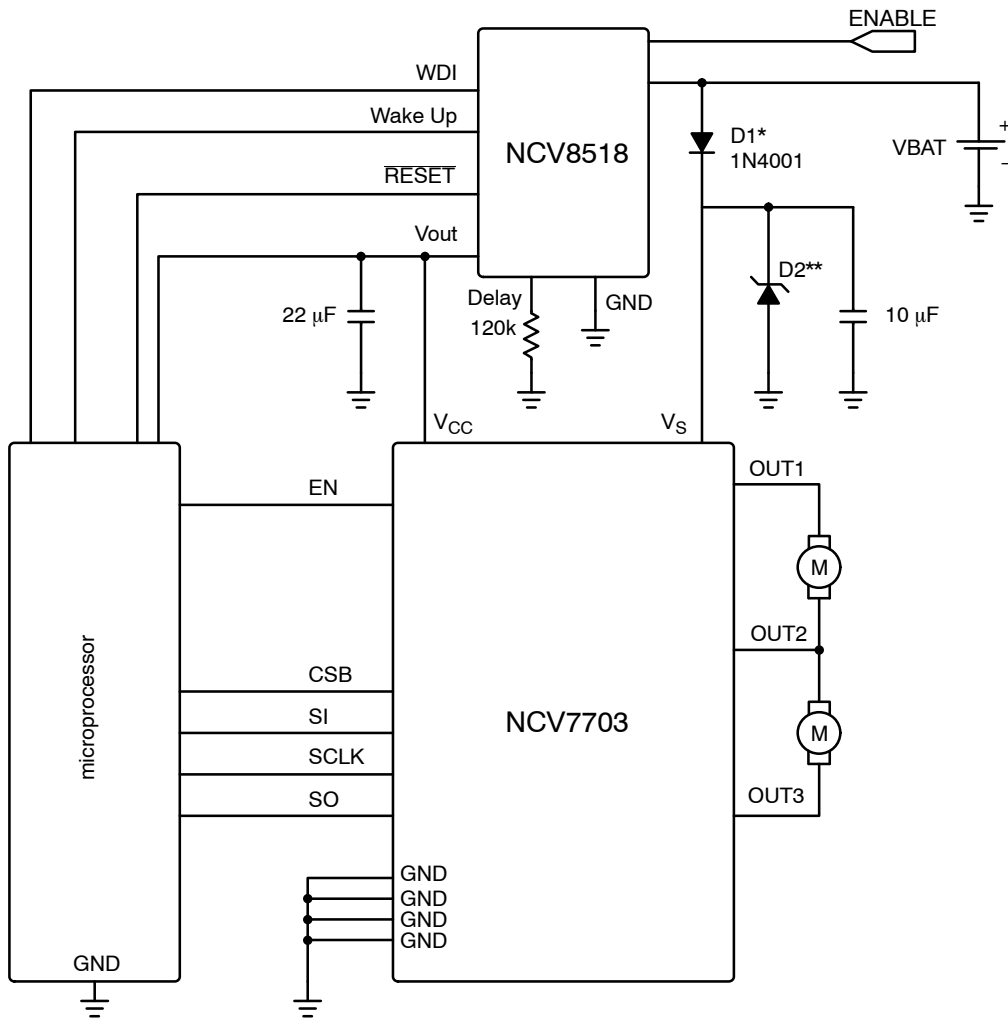 ENABLE
WDI
Wake Up
RESET
Vout
NCV8518
D1*
1N4001
VBAT
+
–
D2**
Delay
120k
GND
22 μF
10 μF
VCC
VS
EN
OUT1
M
OUT2
microprocessor
CSB
SI
SCLK
SO
NCV7703
M
OUT3
GND
GND
GND
GND
GND